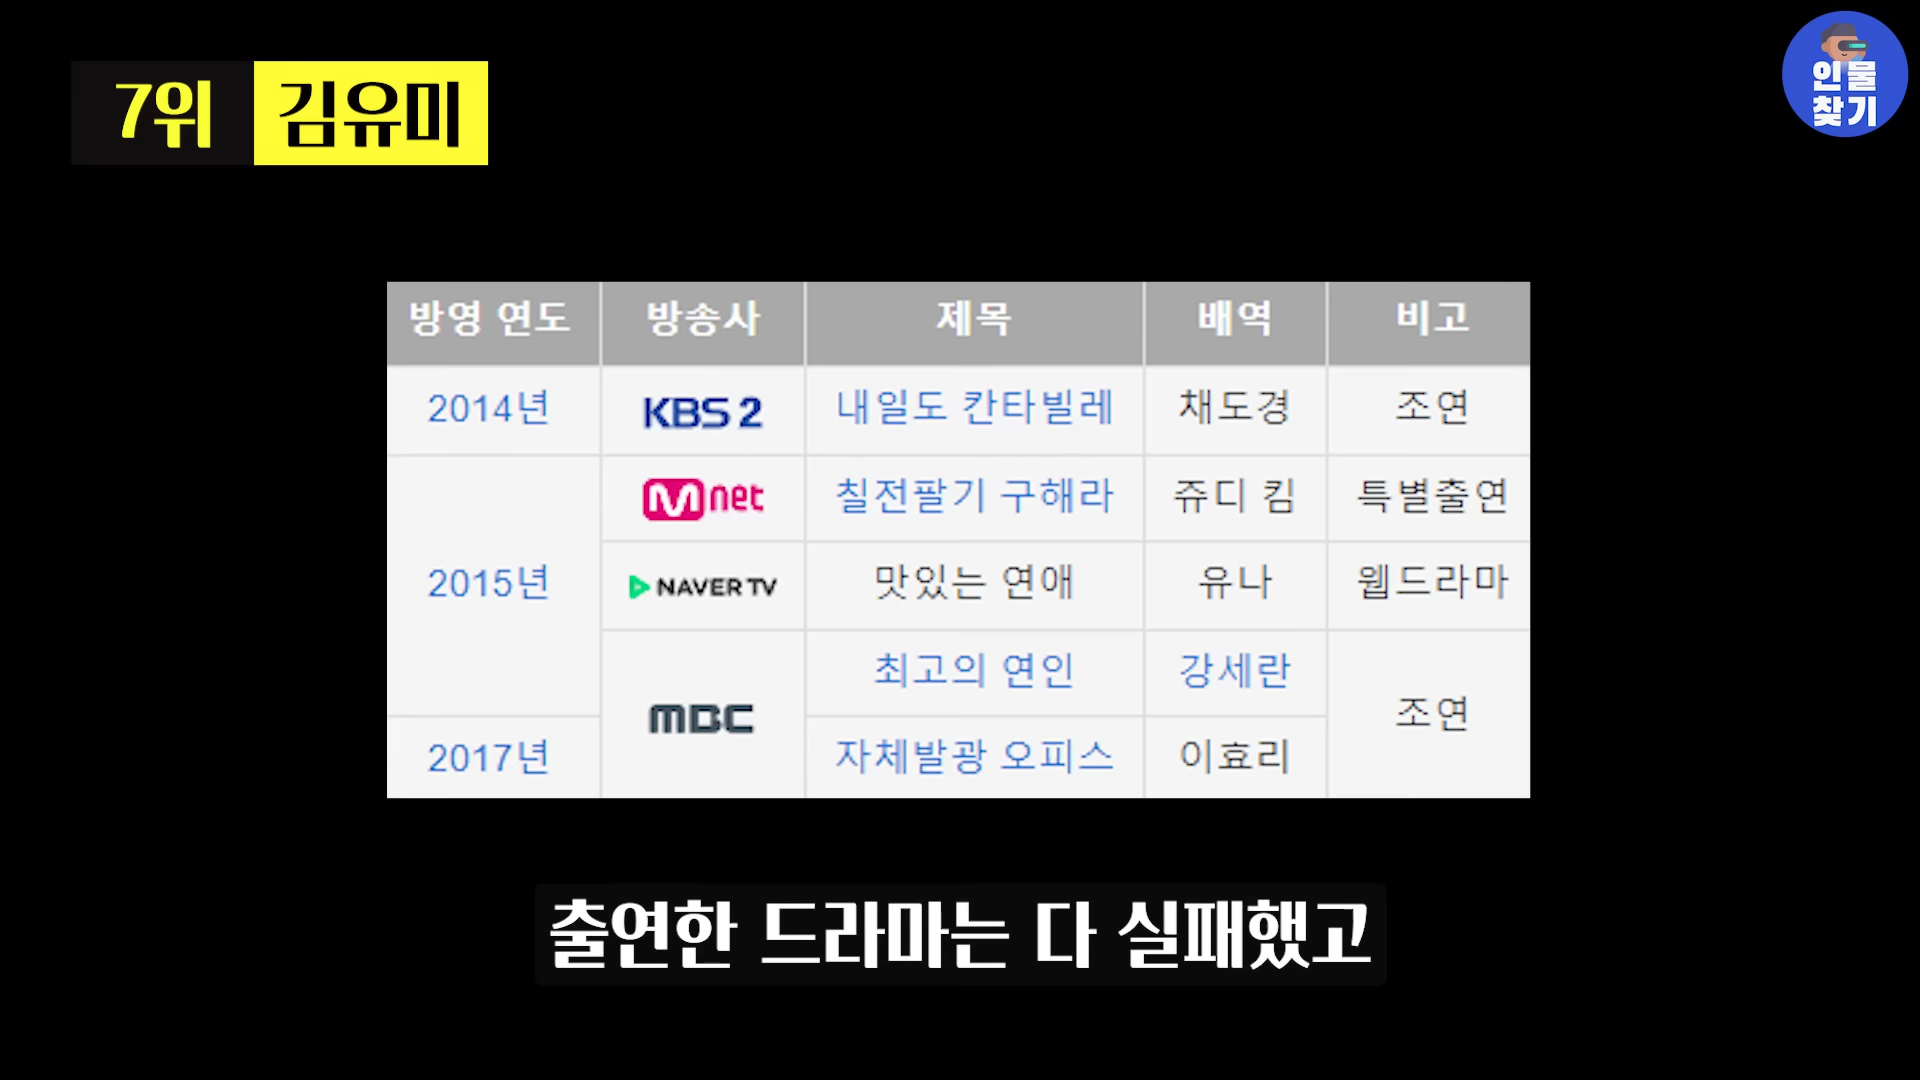 7위 김유미
인물
찾기
방영 연도 방송사 제목 배역 비고
2014년 KBS 2 내일도 칸타빌레 채도경 조연
2015년 Mnet 칠전팔기 구해라 쥬디 킴 특별출연
NAVER TV 맛있는 연애 유나 웹드라마
MBC 최고의 연인 강세란 조연
2017년 자체발광 오피스 이효리
출연한 드라마는 다 실패했고